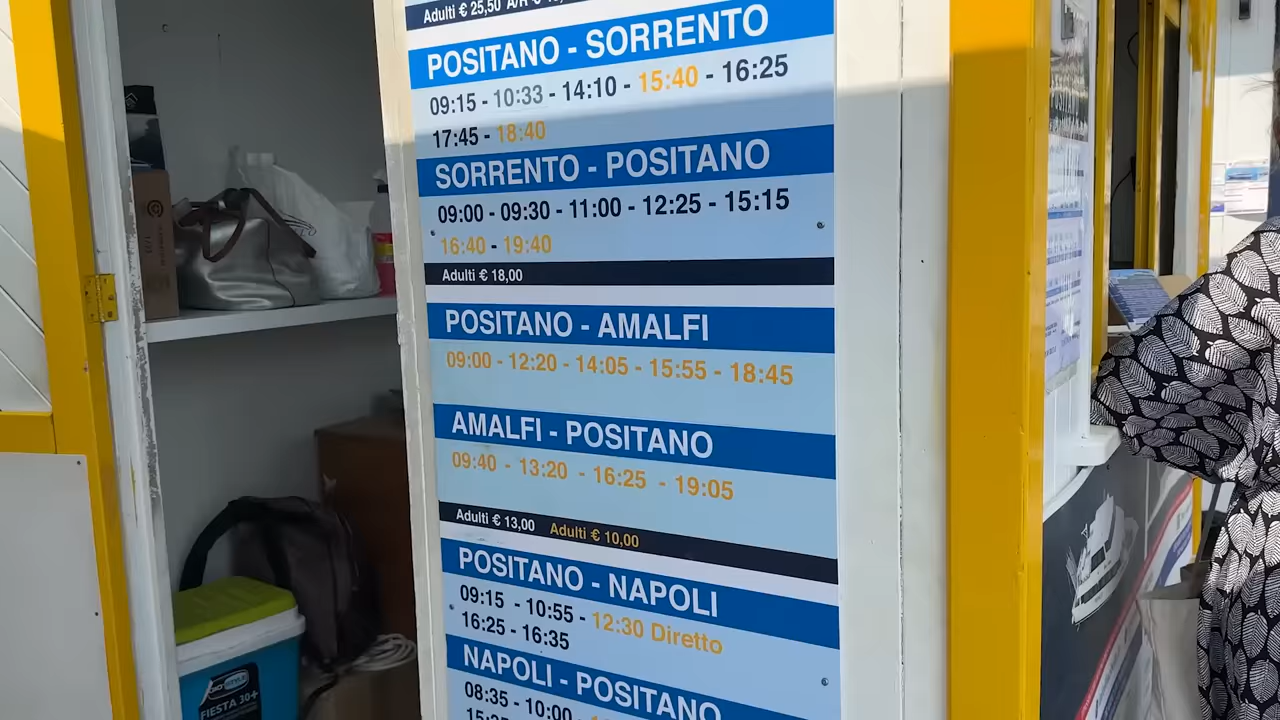 Adulti € 25,50 A/R €
POSITANO - SORRENTO
09:15 - 10:33 - 14:10 - 15:40 - 16:25
17:45 - 18:40
SORRENTO - POSITANO
09:00 - 09:30 - 11:00 - 12:25 - 15:15
16:40 - 19:40
Adulti € 18,00
POSITANO - AMALFI
09:00 - 12:20 - 14:05 - 15:55 - 18:45
AMALFI - POSITANO
09:40 - 13:20 - 16:25 - 19:05
Adulti € 13,00 Adulti € 10,00
POSITANO - NAPOLI
09:15 - 10:55 - 12:30 Diretto
16:25 - 16:35
NAPOLI - POSITANO
08:35 - 10:00 -
FIESTA 30+